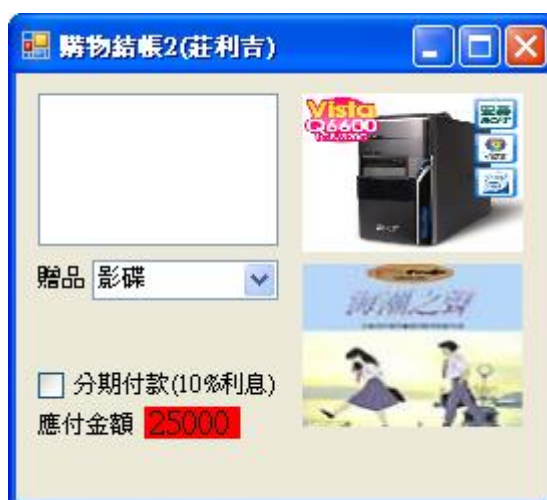 購物結帳2(莊利吉)
Vista
Q6600
贈品 影碟
海潮之聲
分期付款(10%利息)
應付金額 25000